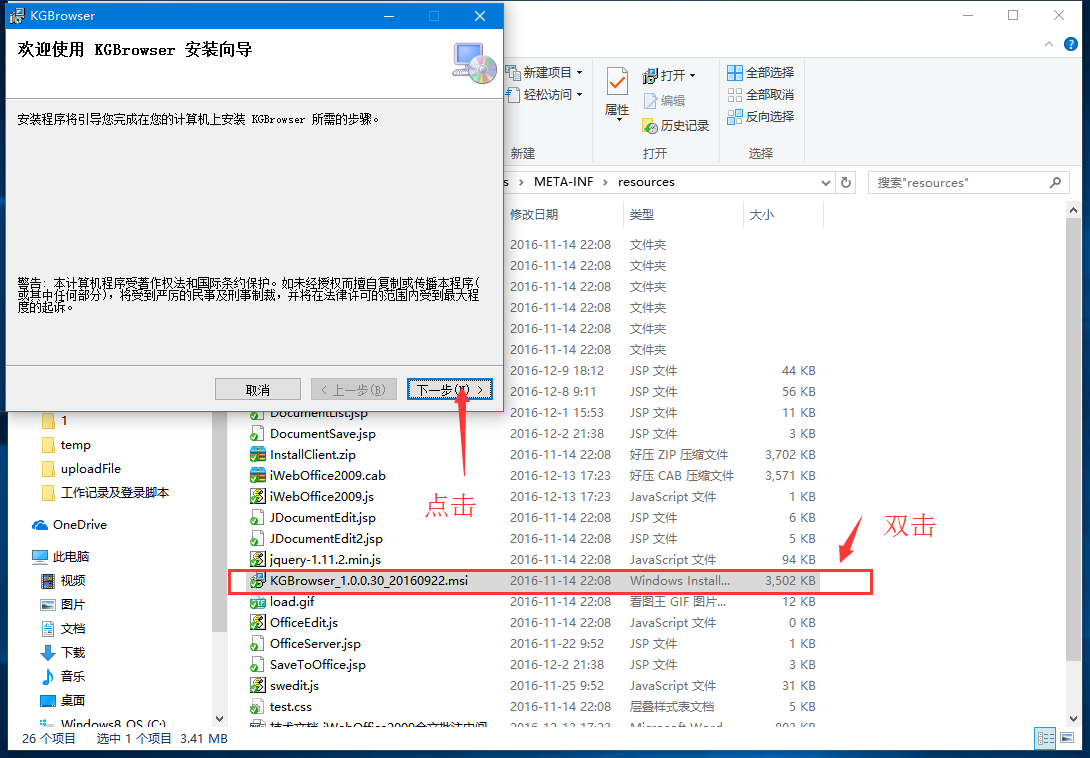 KGBrowser
欢迎使用 KGBrowser 安装向导
安装程序将引导您完成在您的计算机上安装 KGBrowser 所需的步骤。
警告: 本计算机程序受著作权法和国际条约保护。如未经授权而擅自复制或传播本程序(
或其中任何部分)，将受到严厉的民事及刑事制裁，并将在法律许可的范围内受到最大程
度的起诉。
取消
< 上一步(B)
下一步(N) >
点击
新建项目
轻松访问
新建
属性
打开
编辑
历史记录
打开
全部选择
全部取消
反向选择
选择
s › META-INF › resources
搜索"resources"
修改日期 类型 大小
2016-11-14 22:08 文件夹
2016-11-14 22:08 文件夹
2016-11-14 22:08 文件夹
2016-11-14 22:08 文件夹
2016-11-14 22:08 文件夹
2016-11-14 22:08 文件夹
2016-12-9 18:12 JSP 文件 44 KB
2016-12-8 9:11 JSP 文件 56 KB
DocumentList.jsp 2016-12-1 15:53 JSP 文件 11 KB
DocumentSave.jsp 2016-12-2 21:38 JSP 文件 3 KB
InstallClient.zip 2016-11-14 22:08 好压 ZIP 压缩文件 3,702 KB
iWebOffice2009.cab 2016-12-13 17:23 好压 CAB 压缩文件 3,571 KB
iWebOffice2009.js 2016-12-13 17:23 JavaScript 文件 1 KB
JDocumentEdit.jsp 2016-11-14 22:08 JSP 文件 6 KB
JDocumentEdit2.jsp 2016-11-14 22:08 JSP 文件 5 KB
jquery-1.11.2.min.js 2016-11-14 22:08 JavaScript 文件 94 KB
KGBrowser_1.0.0.30_20160922.msi 2016-11-14 22:08 Windows Install... 3,502 KB
load.gif 2016-11-14 22:08 看图王 GIF 图片... 12 KB
OfficeEdit.js 2016-11-14 22:08 JavaScript 文件 0 KB
OfficeServer.jsp 2016-11-22 9:52 JSP 文件 1 KB
SaveToOffice.jsp 2016-12-2 21:38 JSP 文件 3 KB
swedit.js 2016-11-25 9:52 JavaScript 文件 31 KB
test.css 2016-11-14 22:08 层叠样式表文档 5 KB
技术文档-iWebOffice2009全文批注中间 2016-12-13 17:23 Microsoft Word 803 KB
双击
1
temp
uploadFile
工作记录及登录脚本
OneDrive
此电脑
视频
图片
文档
下载
音乐
桌面
Windows8_OS (C:)
26 个项目 选中 1 个项目 3.41 MB